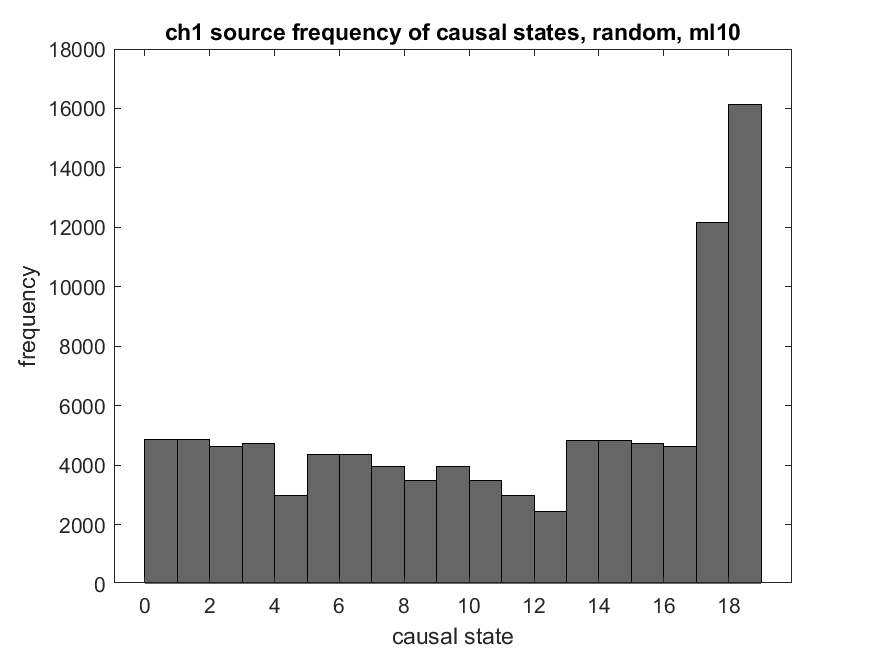 ch1 source frequency of causal states, random, ml10
18000
16000
14000
12000
10000
8000
6000
4000
2000
0
frequency
0 2 4 6 8 10 12 14 16 18
causal state